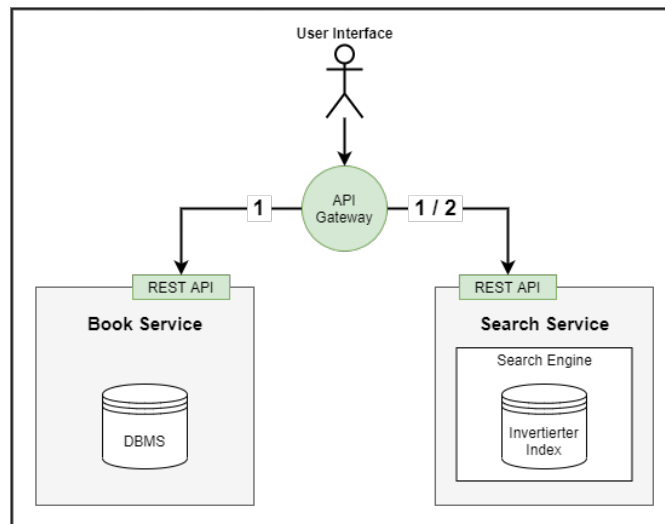 User Interface
API
Gateway
1
1 / 2
REST API
REST API
Book Service
Search Service
Search Engine
DBMS
Invertierter
Index